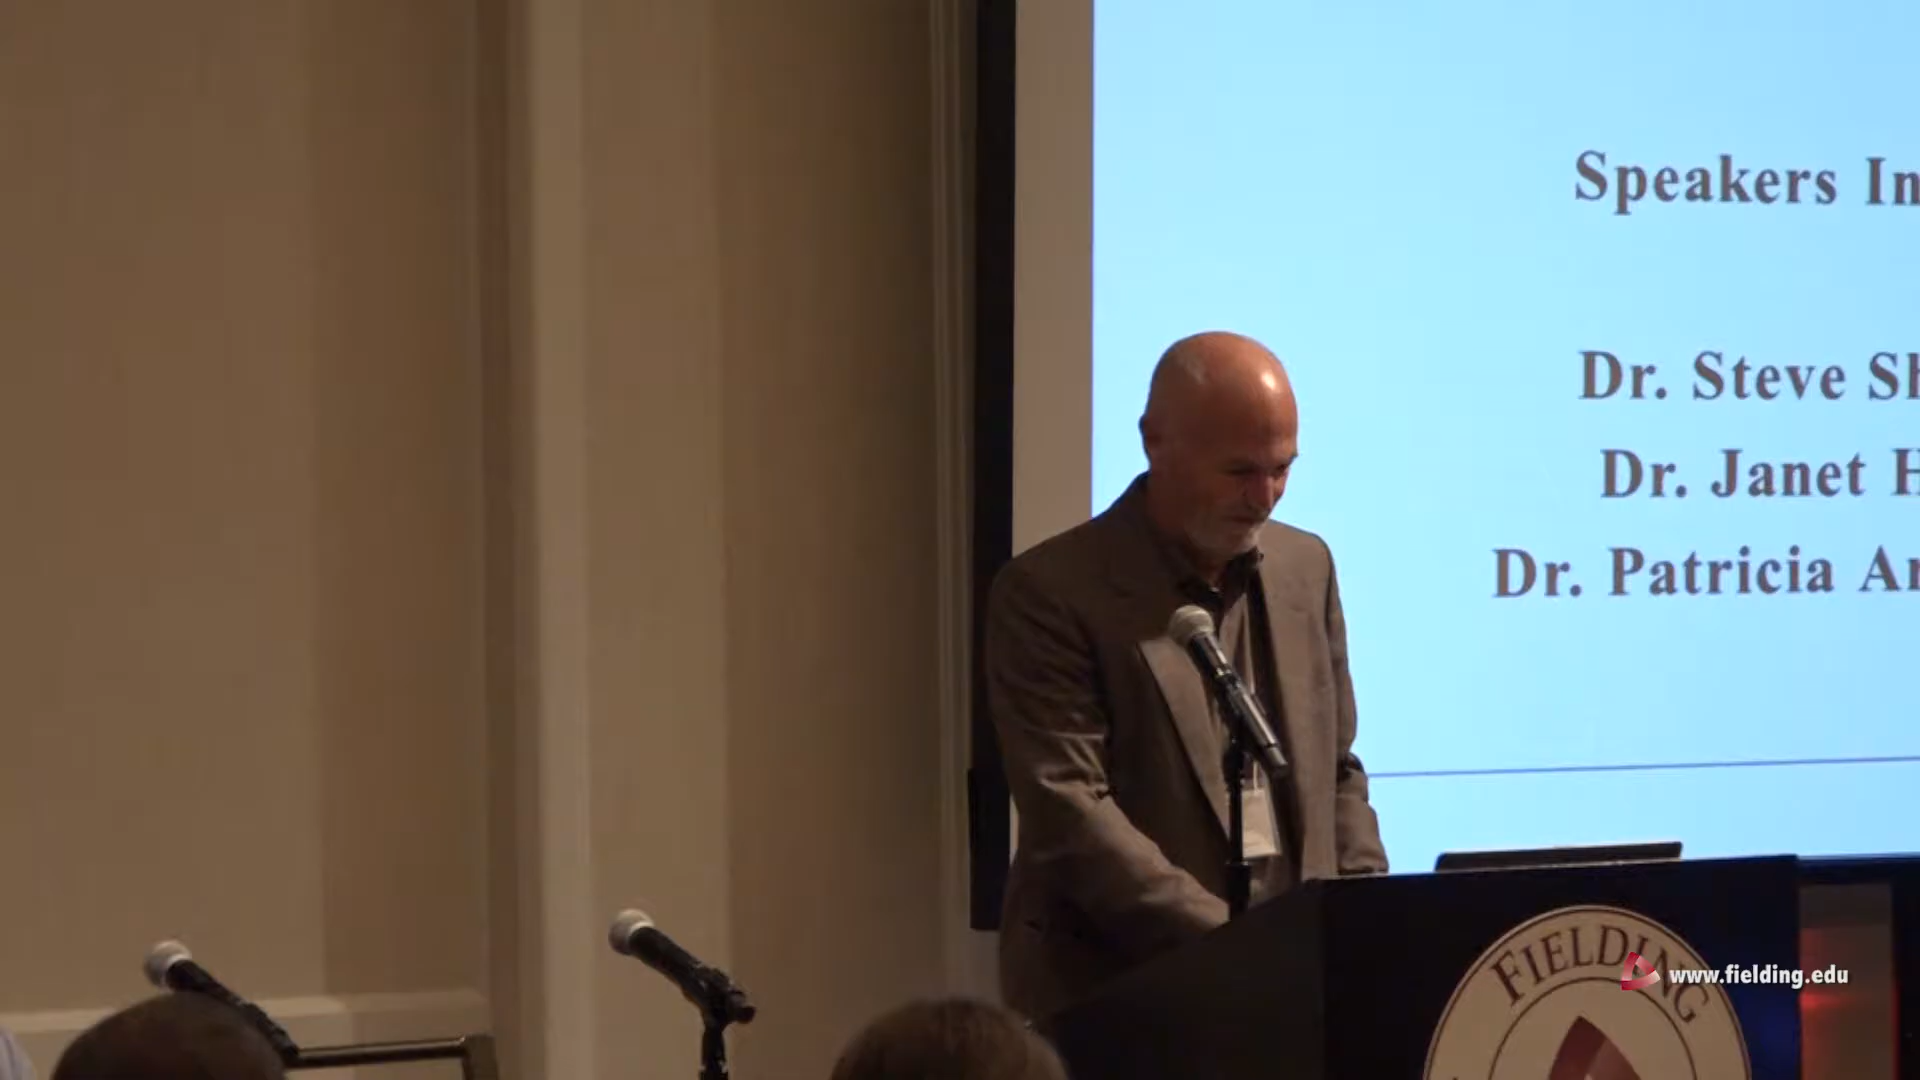 Speakers In
Dr. Steve Sh
Dr. Janet H
Dr. Patricia Ar
FIELDING
www.fielding.edu